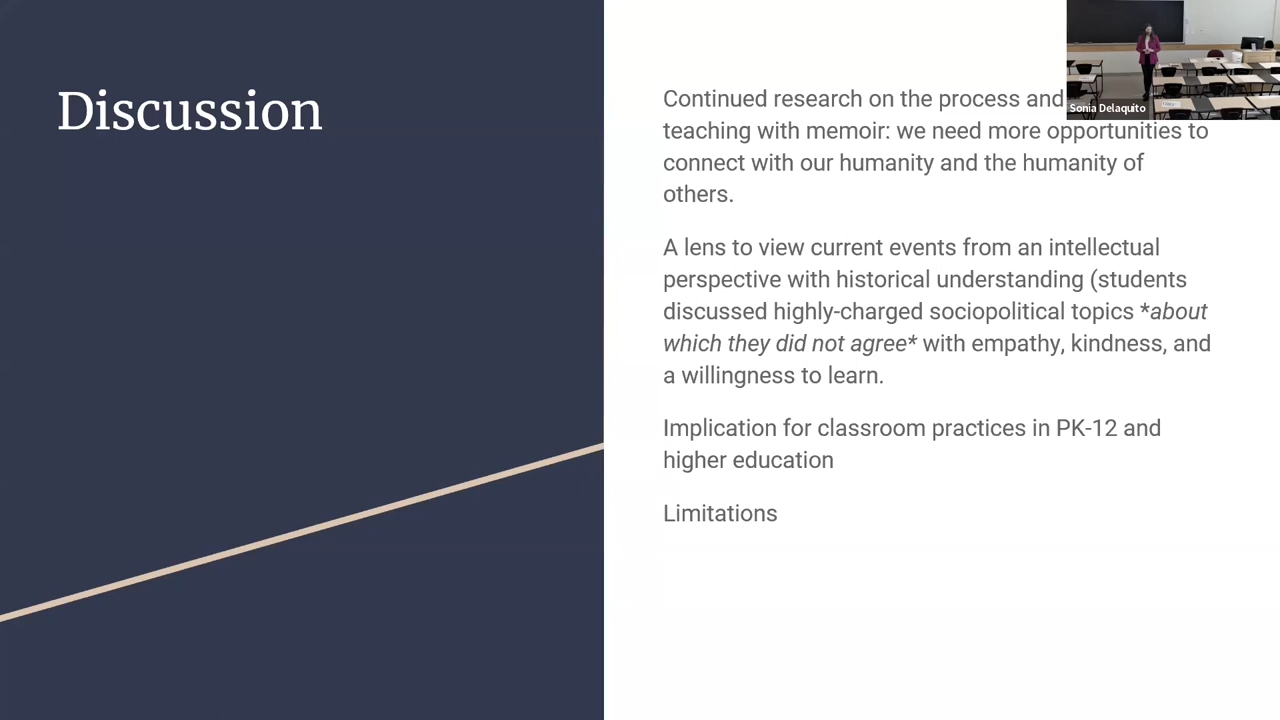 Discussion
Continued research on the process and
teaching with memoir: we need more opportunities to
connect with our humanity and the humanity of
others.
A lens to view current events from an intellectual
perspective with historical understanding (students
discussed highly-charged sociopolitical topics *about
which they did not agree* with empathy, kindness, and
a willingness to learn.
Implication for classroom practices in PK-12 and
higher education
Limitations
Sonia Delaquito